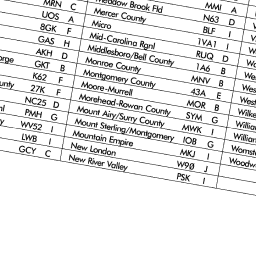 MRN C
UOS A
8GK F
GAS H
AKH D
GKT B
K62 F
27K F
NC25 D
PMH G
WV52 I
LWB I
GCY C
MMI A
Meadow Brook Fld N63 D
Mercer County BLF I
Micro 1VA1 I
Mid-Carolina Rgnl RUQ D
Middlesboro/Bell County 1A6 B
Monroe County MNV B
Montgomery County 43A E
Moore-Murrell MOR B
Morehead-Rowan County SYM G
Mount Airy/Surry County MWK I
Mount Sterling/Montgomery IOB G
Mountain Empire MKJ I
New London W9Ø J
New River Valley PSK I